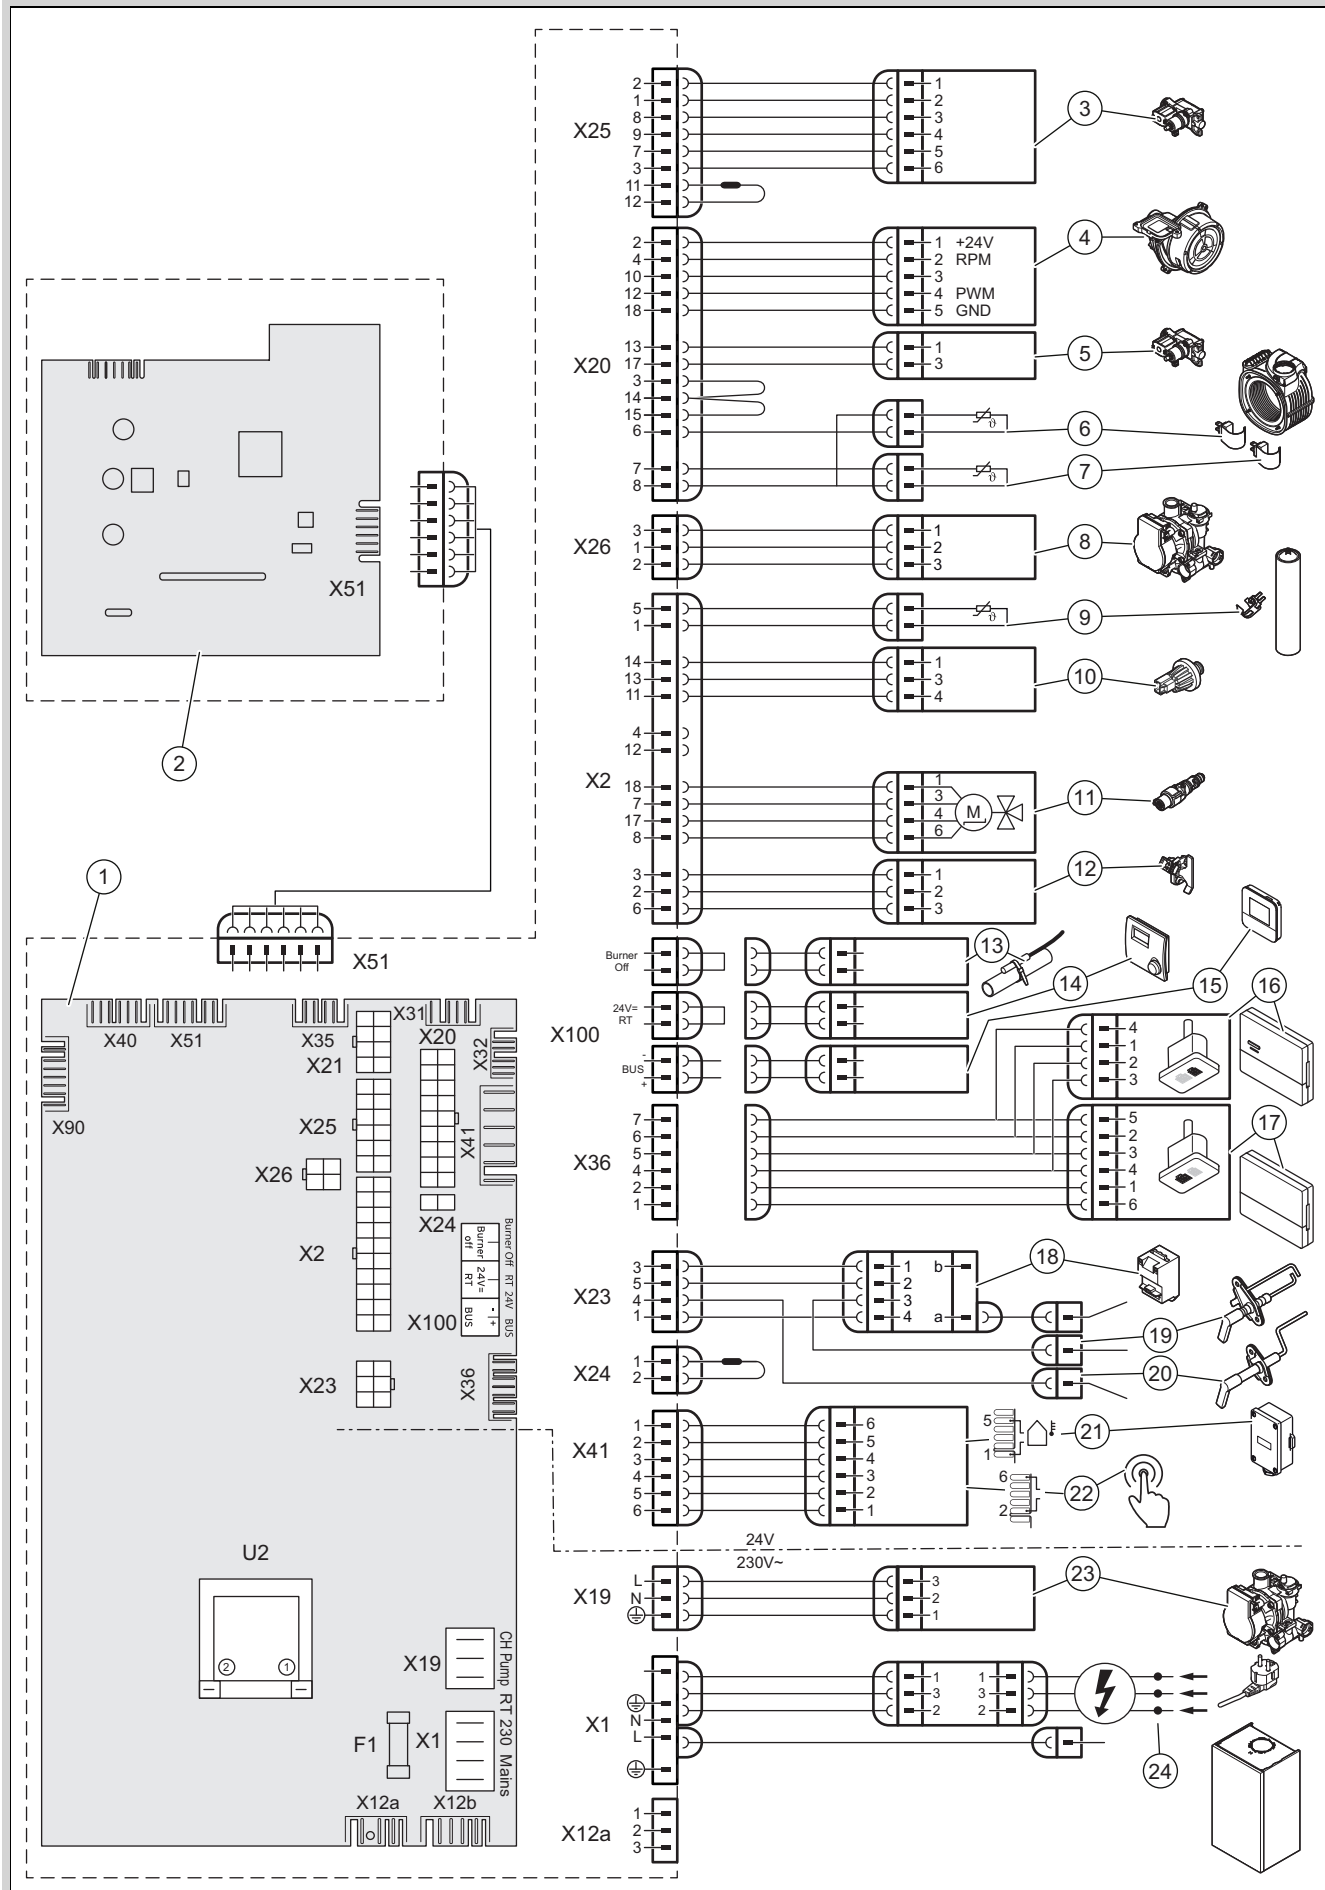 X25
2 1
1 2
8 3
9 4
7 5
3 6
11
12
3
X20
2 1 +24V
4 2 RPM
10 3
12 4 PWM
18 5 GND
4
13 1
17 3
5
3
14
15
6
6
7
8
7
X26
3 1
1 2
2 3
8
X2
5
1
ϑ
ϑ
ϑ
9
14 1
13 3
11 4
10
4
12
18 1
7 3
17 4
8 6
M
11
3 1
2 2
6 3
12
X51
2
1
X51
X100
Burner
Off
13
24V=
RT
14
-
BUS
+
15
16
4
1
2
3
X36
7
6
5
4
2
1
5
2
3
4
1
6
17
X23
3 1 b
5 2
4 3
1 4 a
18
19
X24
1
2
20
X41
1 6
2 5
3 4
4 3
5 2
6 1
5
1
21
6
2
22
24V
230V~
X19
L 3
N 2
1
23
X1
N
L
1 1
3 3
2 2
24
X12a
1
2
3
X40
X51
X35
X31
X21
X20
X32
X90
X25
X41
X26
X24
X2
Burner
off
24V=
RT
-
+
BUS
Burner Off RT 24V BUS
X100
X23
X36
U2
2
1
X19
F1
X1
CH Pump RT 230 Mains
X12a
X12b